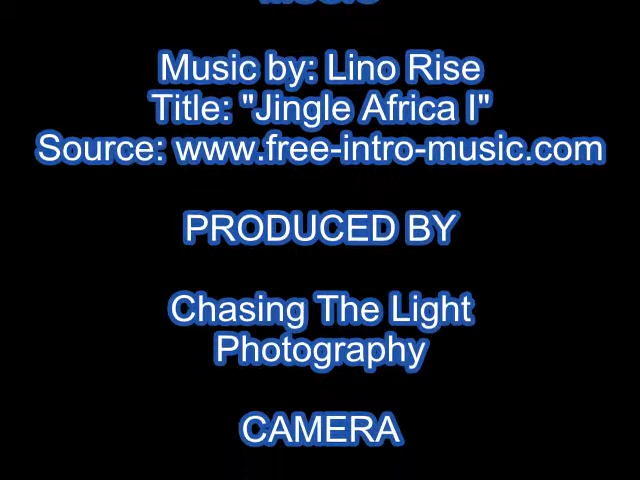 Music by: Lino Rise
Title: "Jingle Africa I"
Source: www.free-intro-music.com
PRODUCED BY
Chasing The Light
Photography
CAMERA